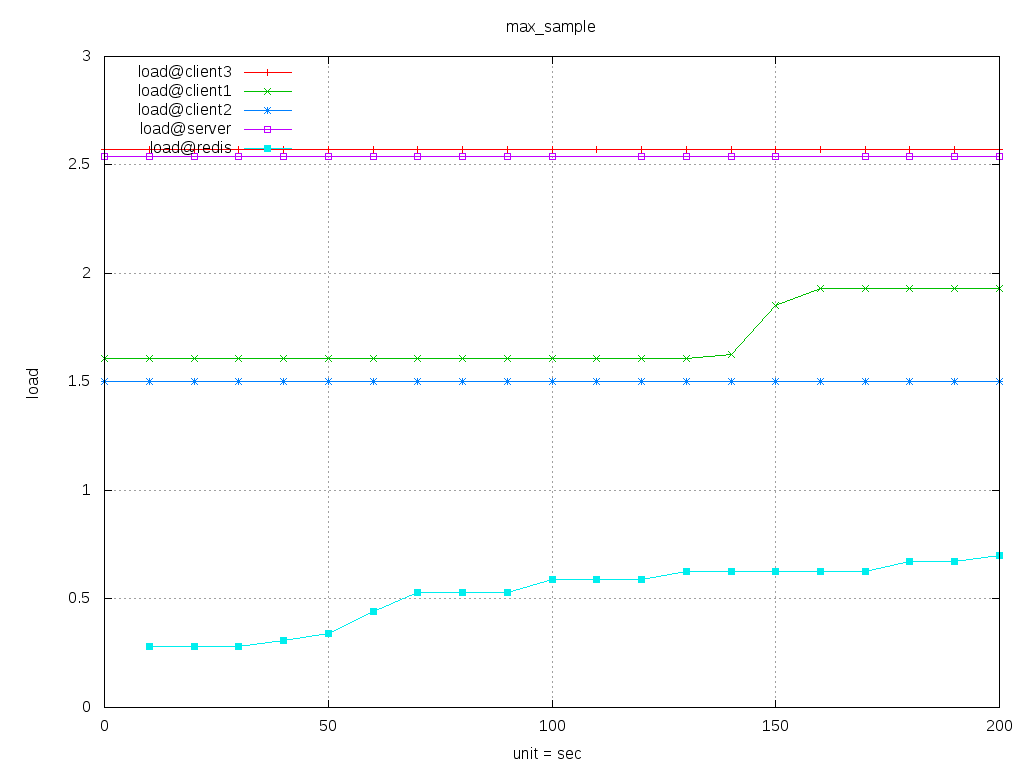 max_sample
3
load@client3
load@client1
load@client2
load@server
load@redis
2.5
2
1.5
load
1
0.5
0
0 50 100 150 200
unit = sec